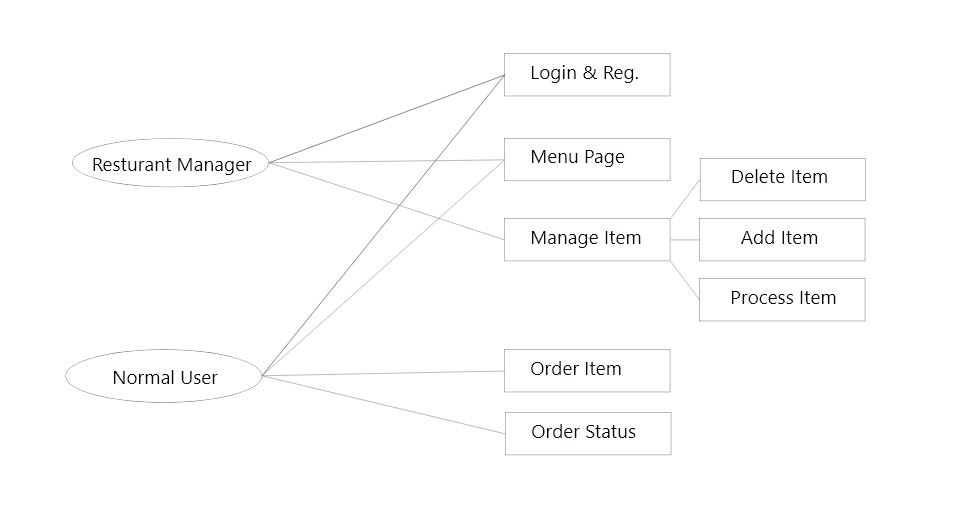 Login & Reg.
Resturant Manager
Menu Page
Delete Item
Manage Item
Add Item
Process Item
Normal User
Order Item
Order Status